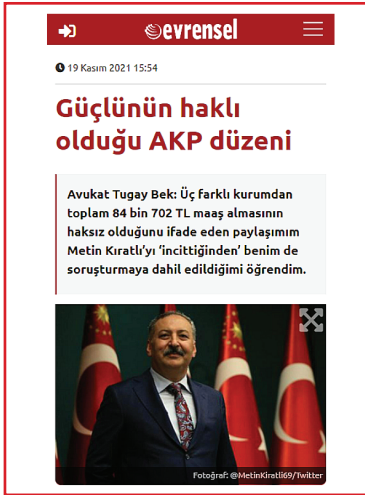 evrensel
19 Kasım 2021 15:54
Güçlünün haklı
olduğu AKP düzeni
Avukat Tugay Bek: Üç farklı kurumdan
toplam 84 bin 702 TL maaş almasının
haksız olduğunu ifade eden paylaşımım
Metin Kıratlı’yı ‘incittiğinden’ benim de
soruşturmaya dahil edildiğimi öğrendim.
Fotoğraf: @MetinKiratli69/Twitter